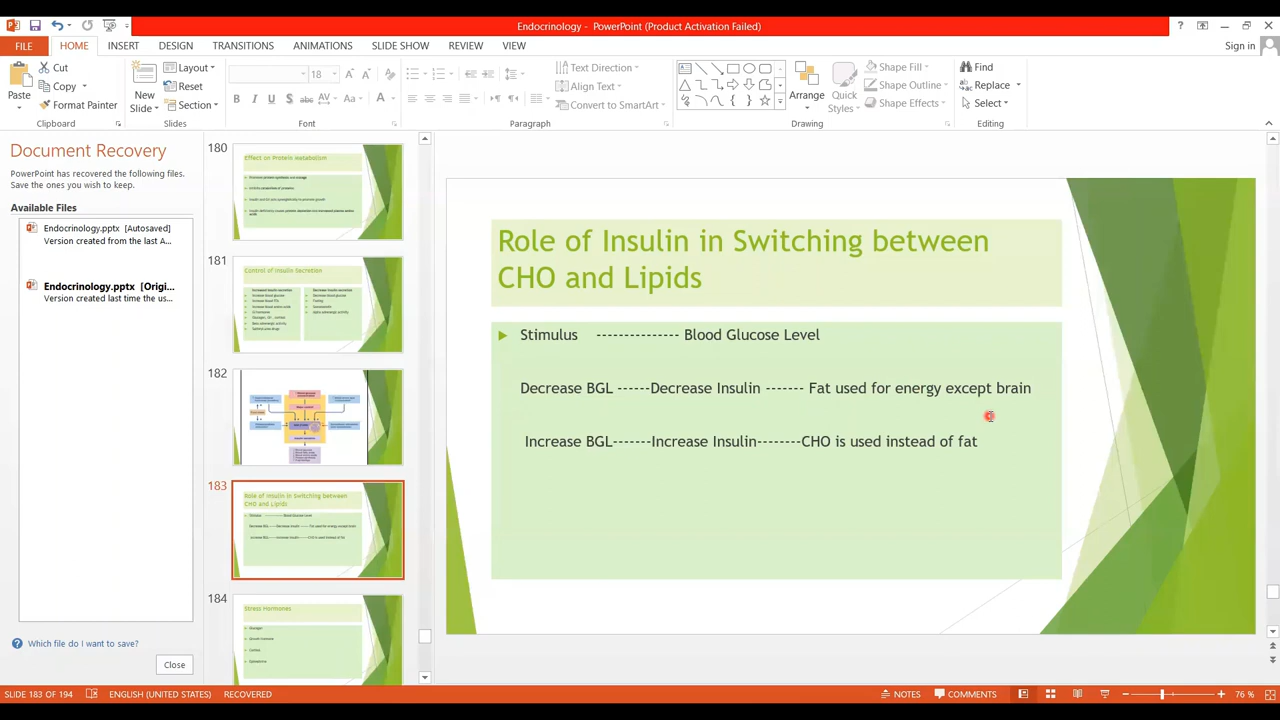 Endocrinology - PowerPoint (Product Activation Failed)
FILE HOME INSERT DESIGN TRANSITIONS ANIMATIONS SLIDE SHOW REVIEW VIEW Sign in
Paste
Cut
Copy
Format Painter
Clipboard
New Slide
Layout
Reset
Section
Slides
18
Font
Text Direction
Align Text
Convert to SmartArt
Paragraph
Arrange
Quick Styles
Shape Fill
Shape Outline
Shape Effects
Drawing
Find
Replace
Select
Editing
Document Recovery
PowerPoint has recovered the following files.
Save the ones you wish to keep.
Available Files
Endocrinology.pptx [Autosaved]
Version created from the last A...
Endocrinology.pptx [Origi...
Version created last time the us...
Which file do I want to save?
Close
180
Effect on Protein Metabolism
181
Control of Insulin Secretion
182
183
Role of Insulin in Switching between
CHO and Lipids
184
Stress Hormones
Role of Insulin in Switching between
CHO and Lipids
Stimulus -------------- Blood Glucose Level
Decrease BGL ------Decrease Insulin ------- Fat used for energy except brain
Increase BGL-------Increase Insulin--------CHO is used instead of fat
SLIDE 183 OF 194 ENGLISH (UNITED STATES) RECOVERED NOTES COMMENTS 76 %